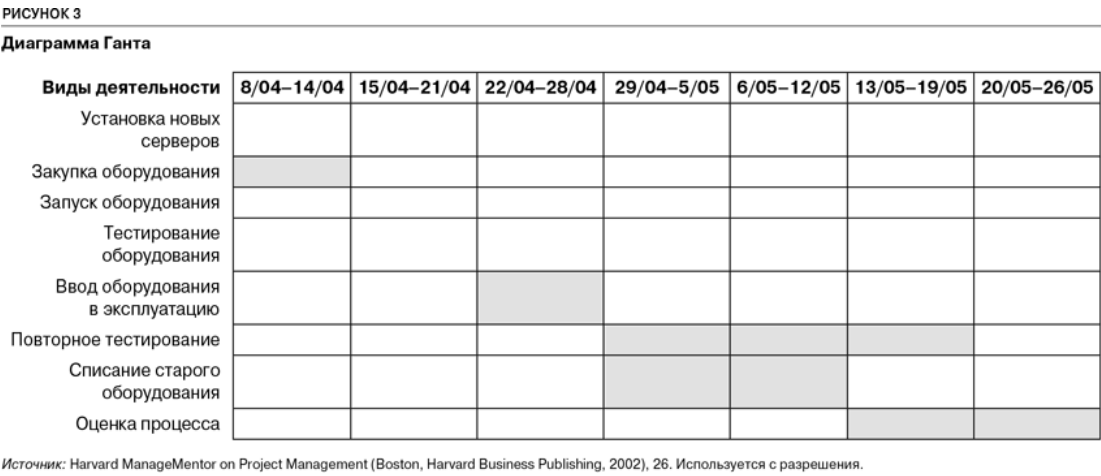 РИСУНОК 3
Диаграмма Ганта
Виды деятельности 8/04–14/04 15/04–21/04 22/04–28/04 29/04–5/05 6/05–12/05 13/05–19/05 20/05–26/05
Установка новых
серверов
Закупка оборудования
Запуск оборудования
Тестирование
оборудования
Ввод оборудования
в эксплуатацию
Повторное тестирование
Списание старого
оборудования
Оценка процесса
Источник: Harvard ManageMentor on Project Management (Boston, Harvard Business Publishing, 2002), 26. Используется с разрешения.